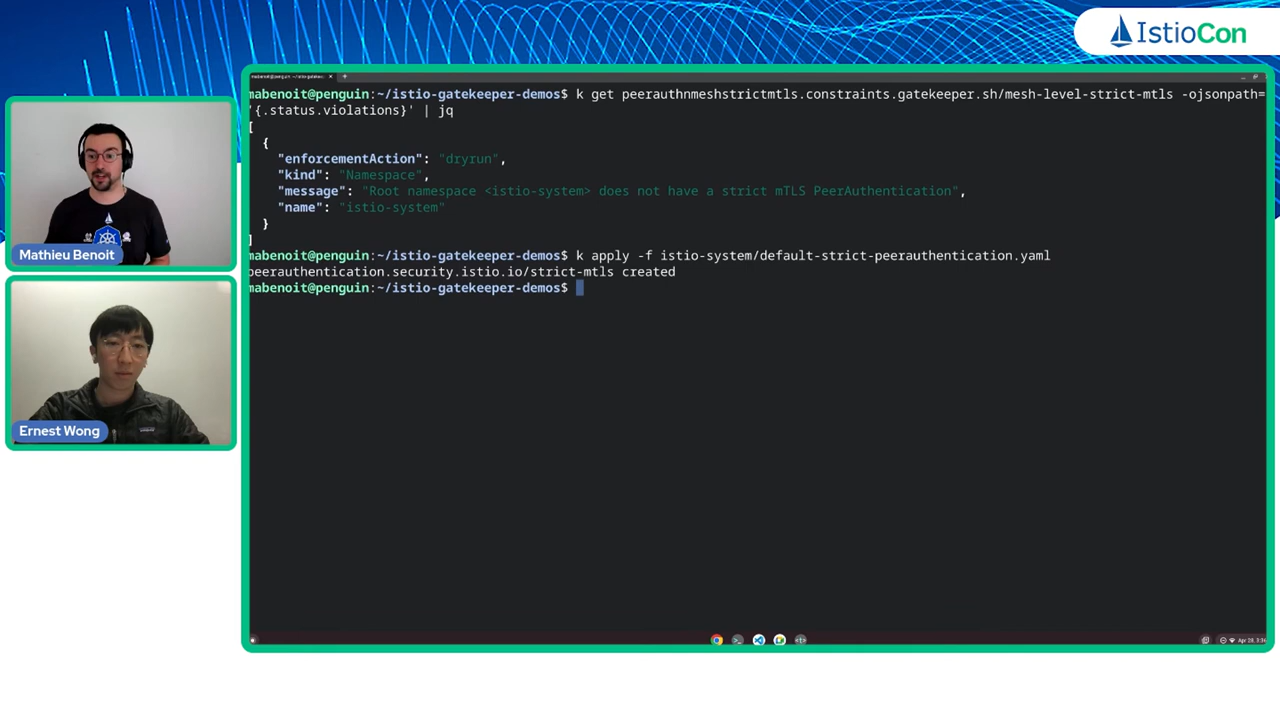 IstioCon
mabenoit@penguin:~/istio-gatekeeper-demos$ k get peerauthnmeshstrictmtls.constraints.gatekeeper.sh/mesh-level-strict-mtls -ojsonpath=
'{.status.violations}' | jq
[
{
"enforcementAction": "dryrun",
"kind": "Namespace",
"message": "Root namespace <istio-system> does not have a strict mTLS PeerAuthentication",
"name": "istio-system"
}
]
mabenoit@penguin:~/istio-gatekeeper-demos$ k apply -f istio-system/default-strict-peerauthentication.yaml
peerauthentication.security.istio.io/strict-mtls created
mabenoit@penguin:~/istio-gatekeeper-demos$
Mathieu Benoit
Ernest Wong